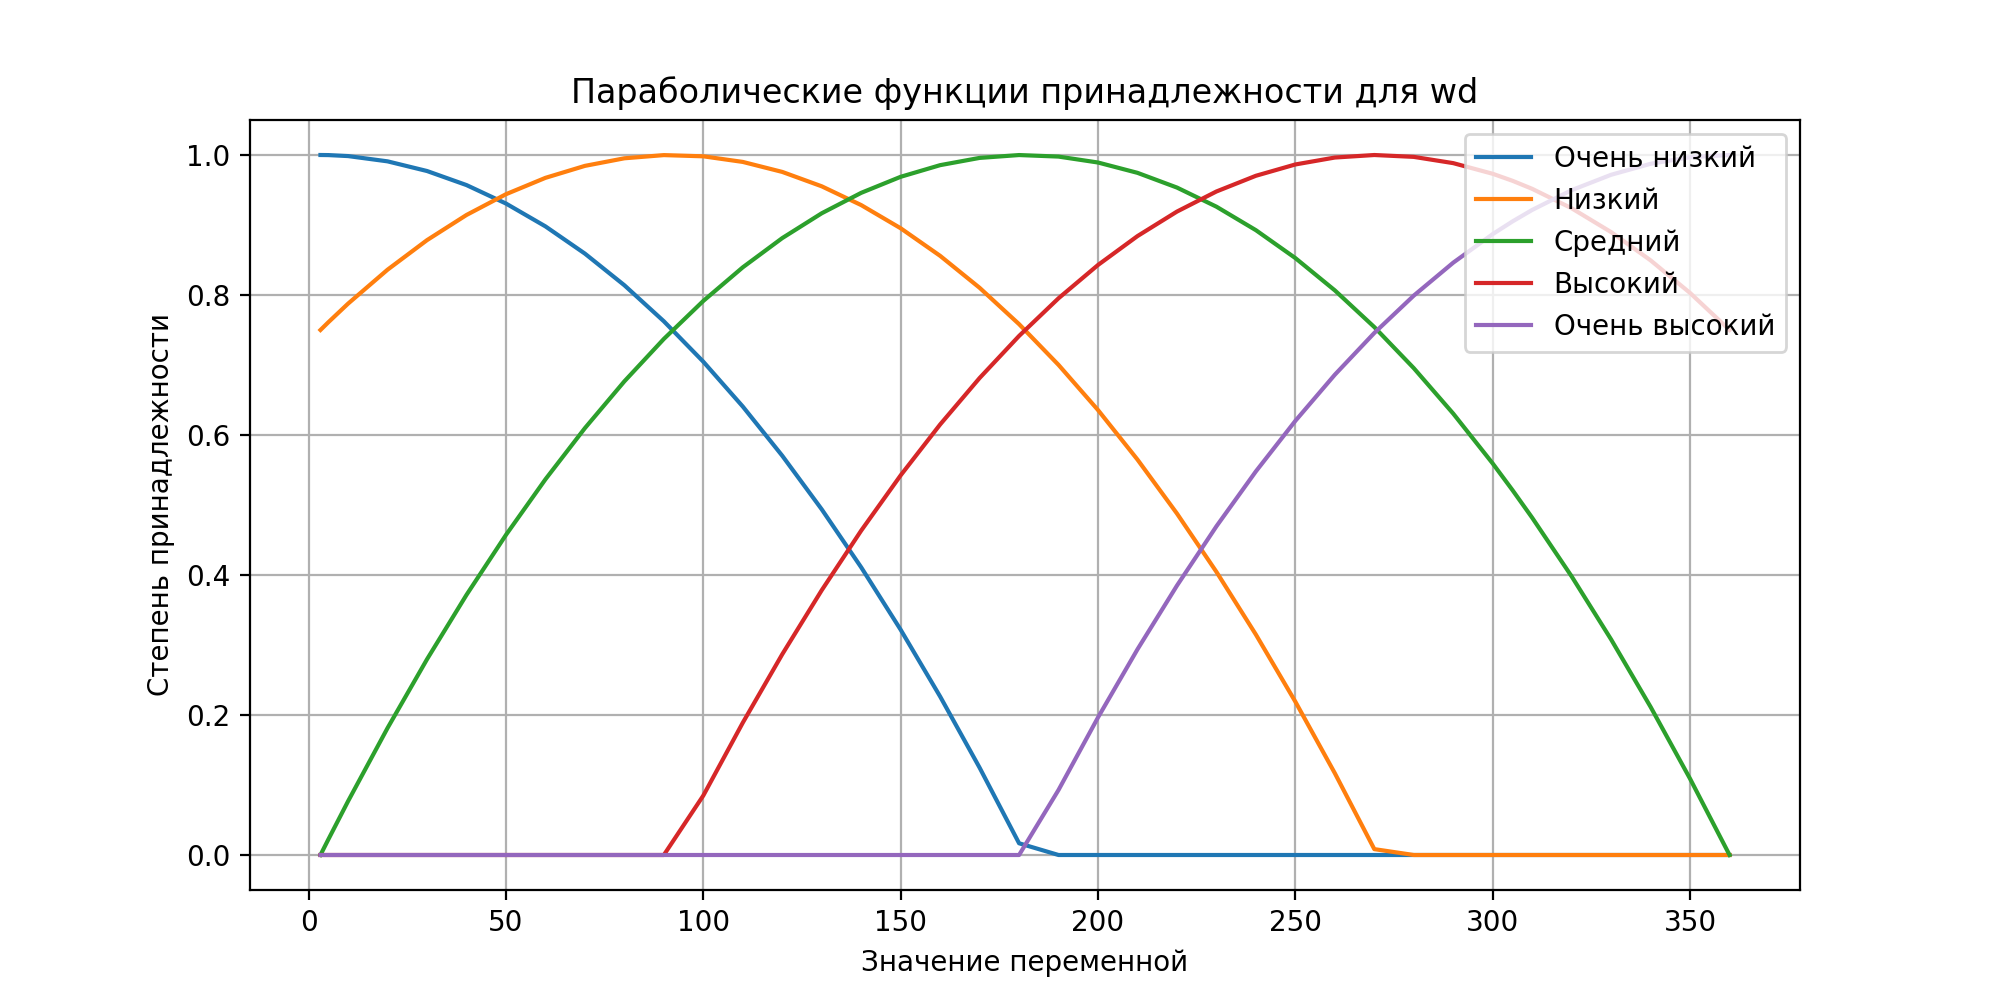 Параболические функции принадлежности для wd
Степень принадлежности
1.0
0.8
0.6
0.4
0.2
0.0
Очень низкий
Низкий
Средний
Высокий
Очень высокий
0 50 100 150 200 250 300 350
Значение переменной